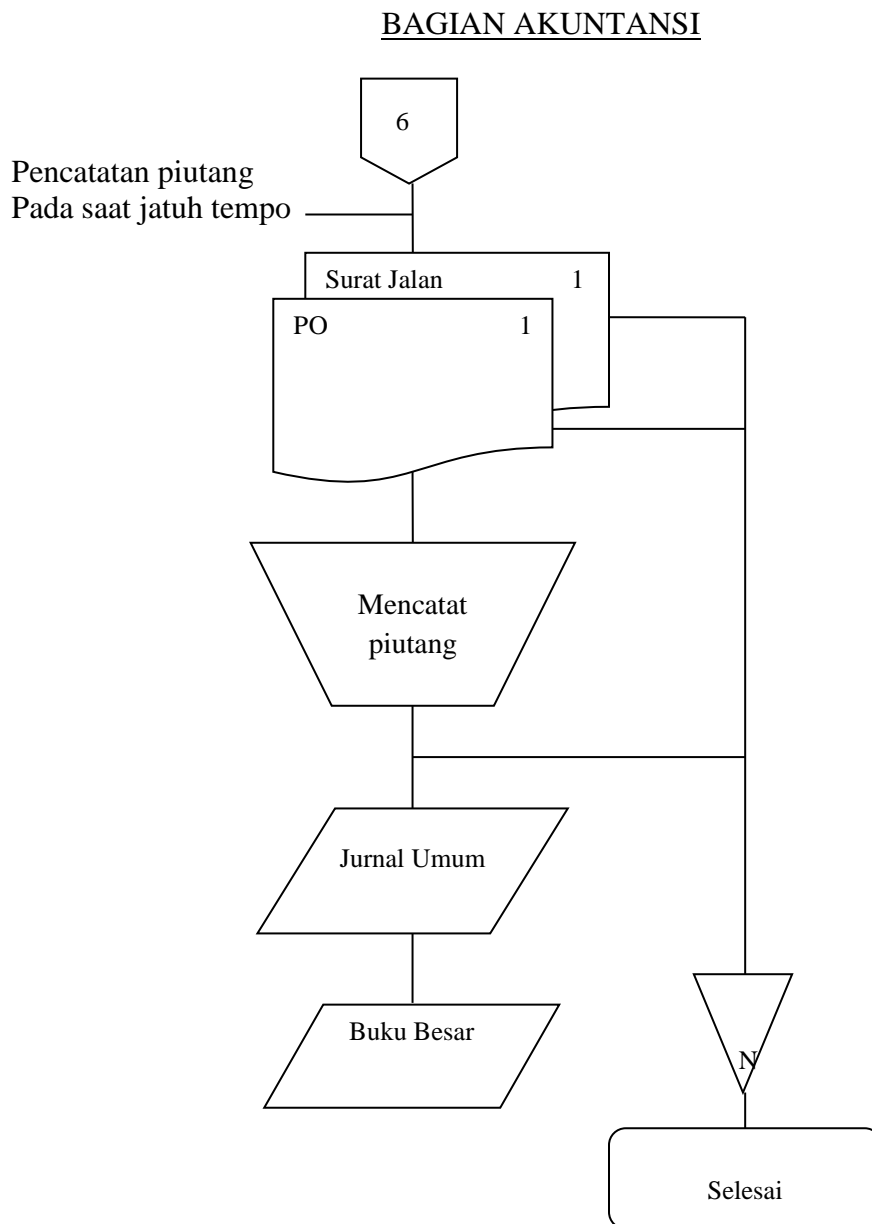 BAGIAN AKUNTANSI
6
Pencatatan piutang
Pada saat jatuh tempo
Surat Jalan 1
PO 1
Mencatat
piutang
Jurnal Umum
Buku Besar
N
Selesai